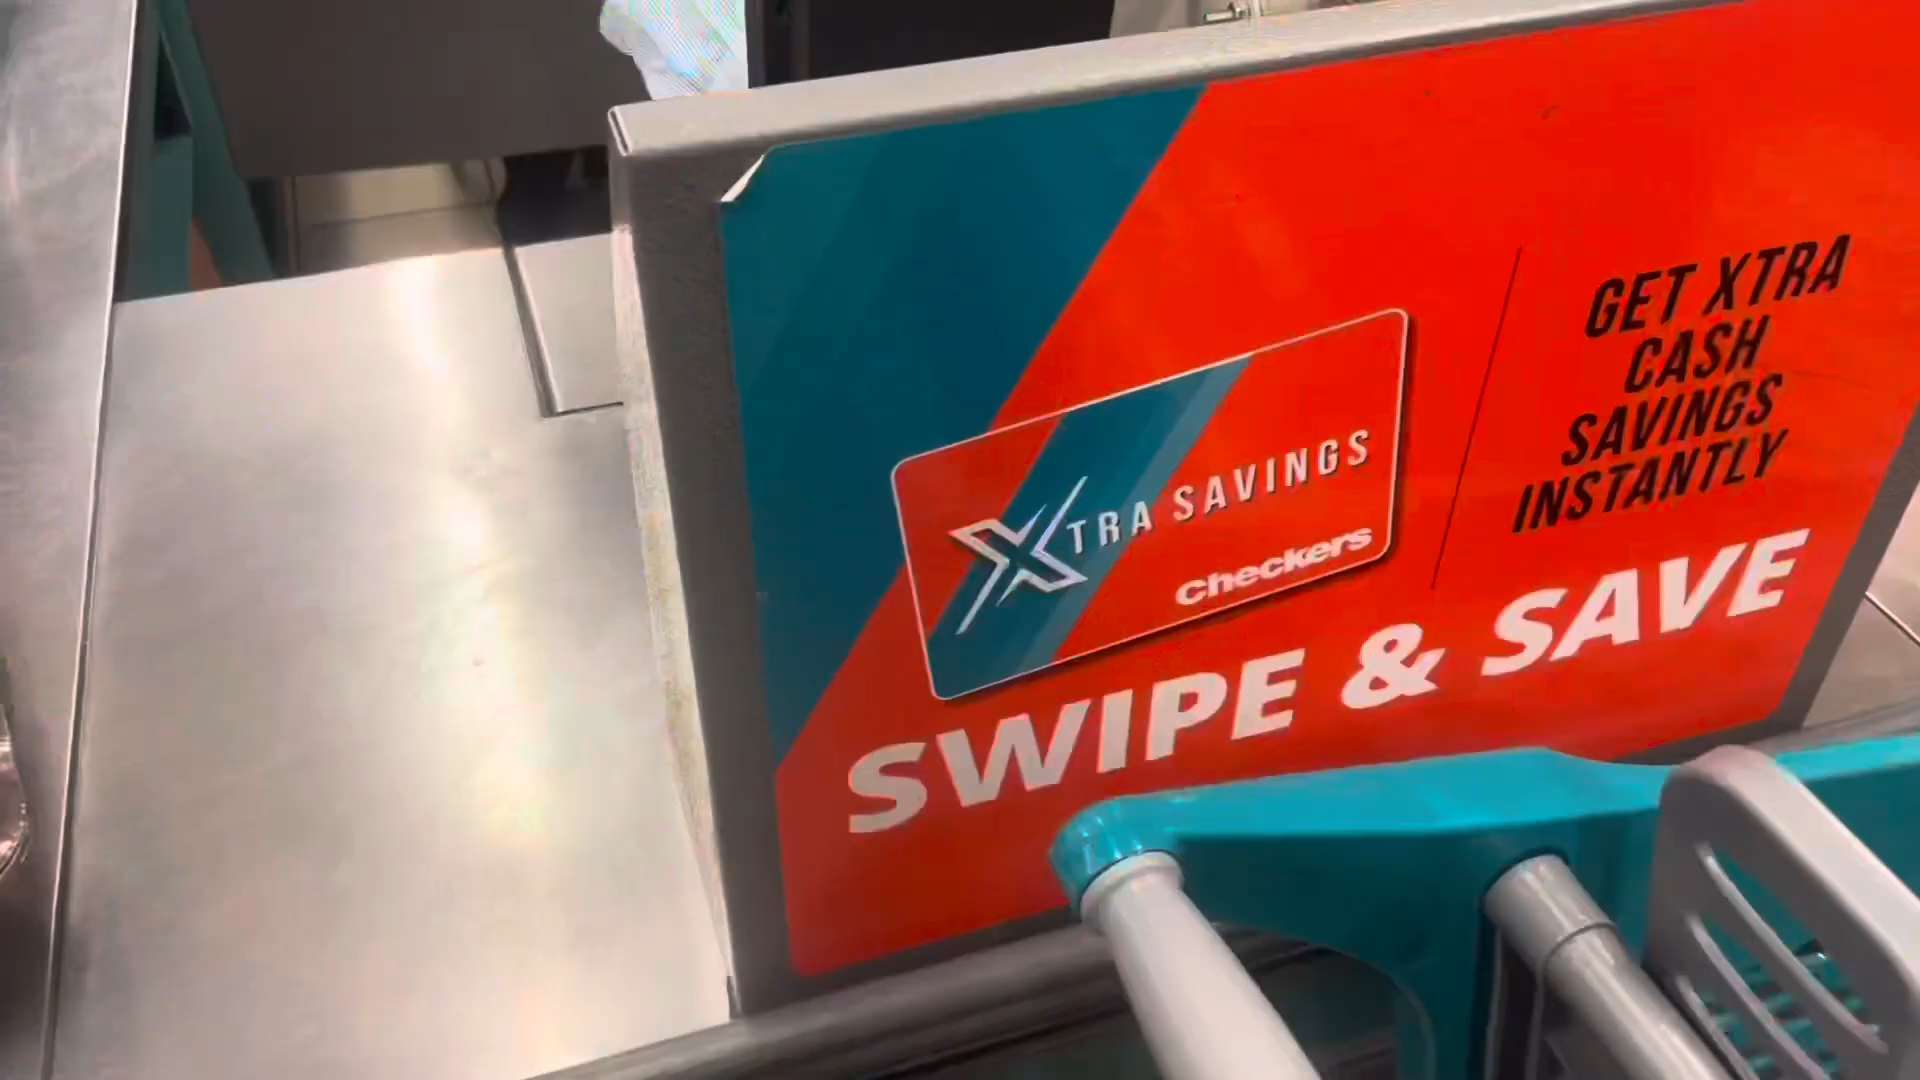 XTRA SAVINGS
checkers
GET XTRA
CASH
SAVINGS
INSTANTLY
SWIPE & SAVE